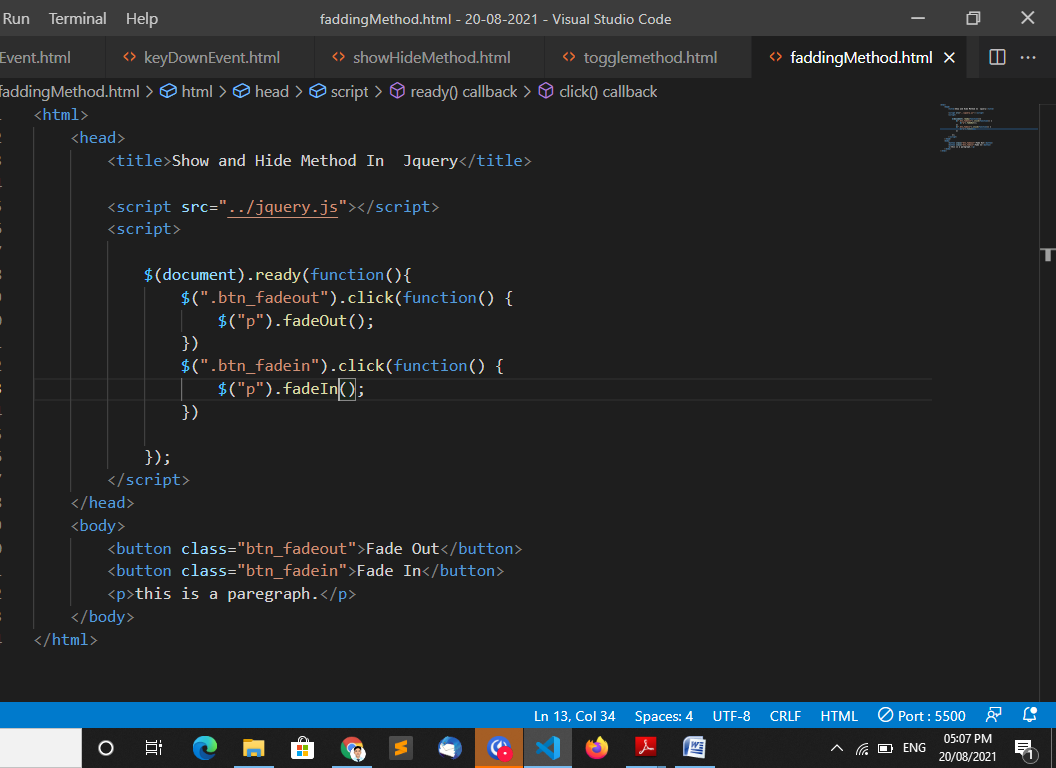 Run Terminal Help faddingMethod.html - 20-08-2021 - Visual Studio Code
Event.html <> keyDownEvent.html <> showHideMethod.html <> togglemethod.html <> faddingMethod.html
faddingMethod.html > html > head > script > ready() callback > click() callback
<html>
<head>
<title>Show and Hide Method In  Jquery</title>
<script src="../jquery.js"></script>
<script>
$(document).ready(function(){
$(".btn_fadeout").click(function() {
$("p").fadeOut();
})
$(".btn_fadein").click(function() {
$("p").fadeIn();
})
});
</script>
</head>
<body>
<button class="btn_fadeout">Fade Out</button>
<button class="btn_fadein">Fade In</button>
<p>this is a paregraph.</p>
</body>
</html>
Ln 13, Col 34 Spaces: 4 UTF-8 CRLF HTML Port : 5500
ENG 05:07 PM
20/08/2021 1